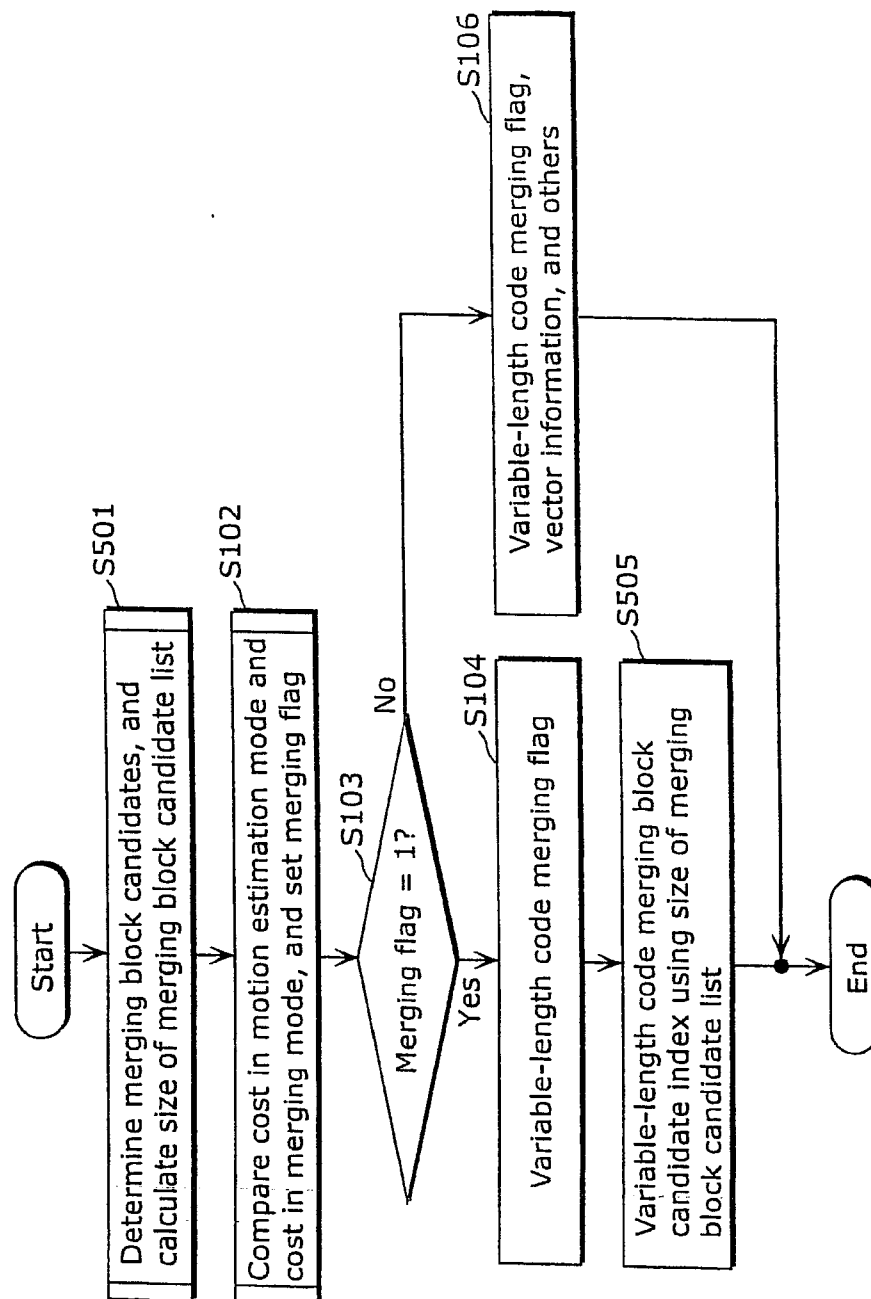 Start
S501
Determine merging block candidates, and
calculate size of merging block candidate list
S102
Compare cost in motion estimation mode and
cost in merging mode, and set merging flag
S103
Merging flag = 1?
No
Yes
S104
Variable-length code merging flag
S106
Variable-length code merging flag,
vector information, and others
S505
Variable-length code merging block
candidate index using size of merging
block candidate list
End